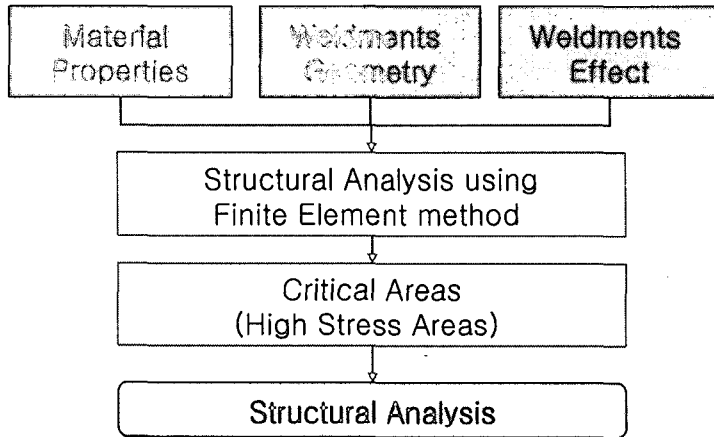 Material
Properties
Weldments
Geometry
Weldments
Effect
Structural Analysis using
Finite Element method
Critical Areas
(High Stress Areas)
Structural Analysis